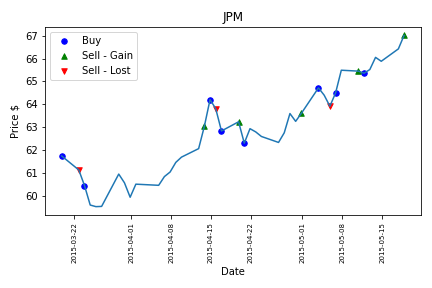 JPM
Buy
Sell - Gain
Sell - Lost
Price $
67
66
65
64
63
62
61
60
2015-03-22
2015-04-01
2015-04-08
2015-04-15
2015-04-22
2015-05-01
2015-05-08
2015-05-15
Date